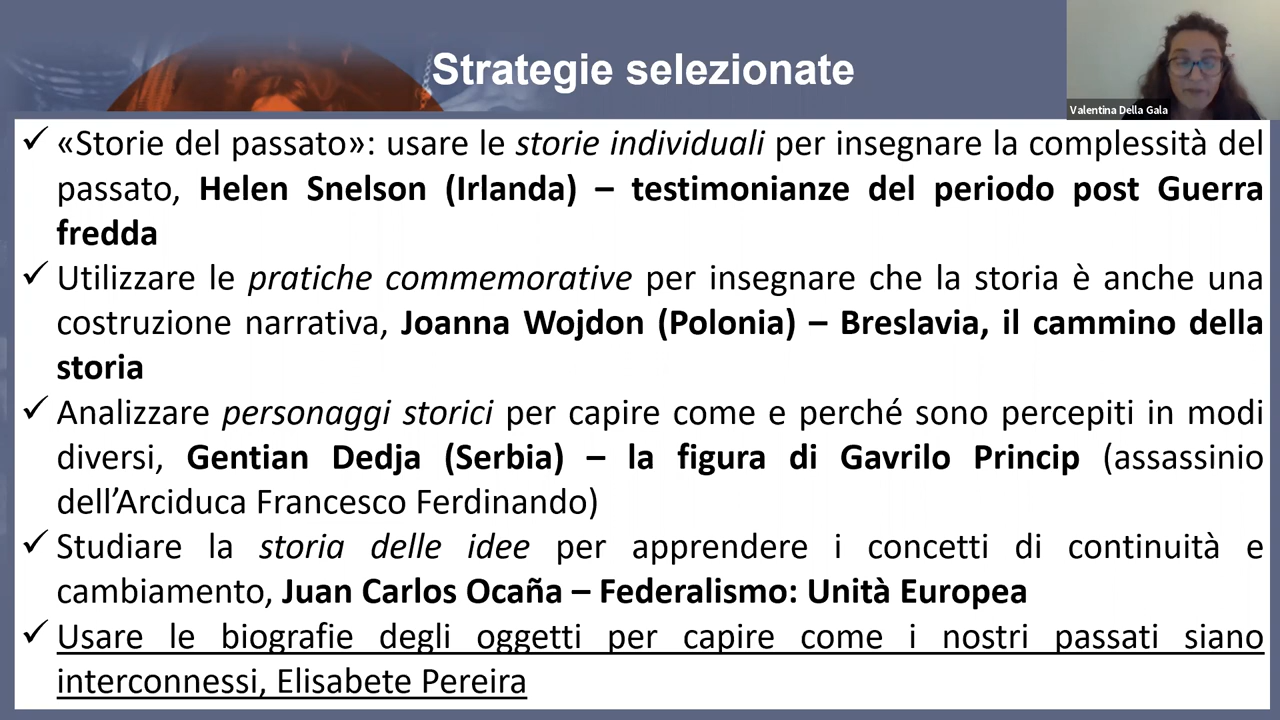 Strategie selezionate
Valentina Della Gala
✓ «Storie del passato»: usare le storie individuali per insegnare la complessità del
passato, Helen Snelson (Irlanda) – testimonianze del periodo post Guerra
fredda
✓ Utilizzare le pratiche commemorative per insegnare che la storia è anche una
costruzione narrativa, Joanna Wojdon (Polonia) – Breslavia, il cammino della
storia
✓ Analizzare personaggi storici per capire come e perché sono percepiti in modi
diversi, Gentian Dedja (Serbia) – la figura di Gavrilo Princip (assassinio
dell’Arciduca Francesco Ferdinando)
✓ Studiare la storia delle idee per apprendere i concetti di continuità e
cambiamento, Juan Carlos Ocaña – Federalismo: Unità Europea
✓ Usare le biografie degli oggetti per capire come i nostri passati siano
interconnessi, Elisabete Pereira